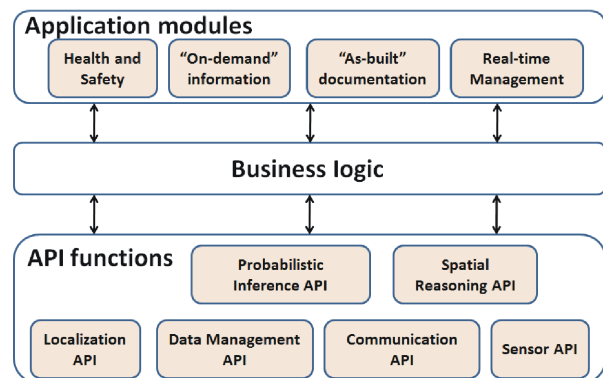 Application modules
Health and
Safety
“On-demand”
information
“As-built”
documentation
Real-time
Management
Business logic
API functions
Probabilistic
Inference API
Spatial
Reasoning API
Localization
API
Data Management
API
Communication
API
Sensor API